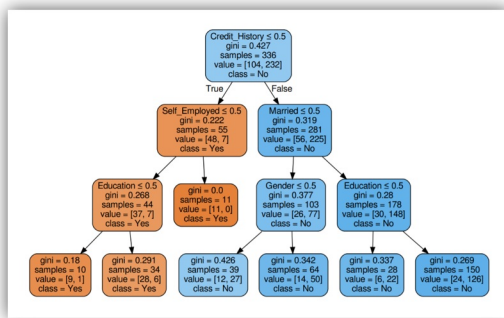 Credit_History ≤ 0.5
gini = 0.427
samples = 336
value = [104, 232]
class = No
True
False
Self_Employed ≤ 0.5
gini = 0.222
samples = 55
value = [48, 7]
class = Yes
Married ≤ 0.5
gini = 0.319
samples = 281
value = [56, 225]
class = No
Education ≤ 0.5
gini = 0.268
samples = 44
value = [37, 7]
class = Yes
gini = 0.0
samples = 11
value = [11, 0]
class = Yes
Gender ≤ 0.5
gini = 0.377
samples = 103
value = [26, 77]
class = No
Education ≤ 0.5
gini = 0.28
samples = 178
value = [30, 148]
class = No
gini = 0.18
samples = 10
value = [9, 1]
class = Yes
gini = 0.291
samples = 34
value = [28, 6]
class = Yes
gini = 0.426
samples = 39
value = [12, 27]
class = No
gini = 0.342
samples = 64
value = [14, 50]
class = No
gini = 0.337
samples = 28
value = [6, 22]
class = No
gini = 0.269
samples = 150
value = [24, 126]
class = No